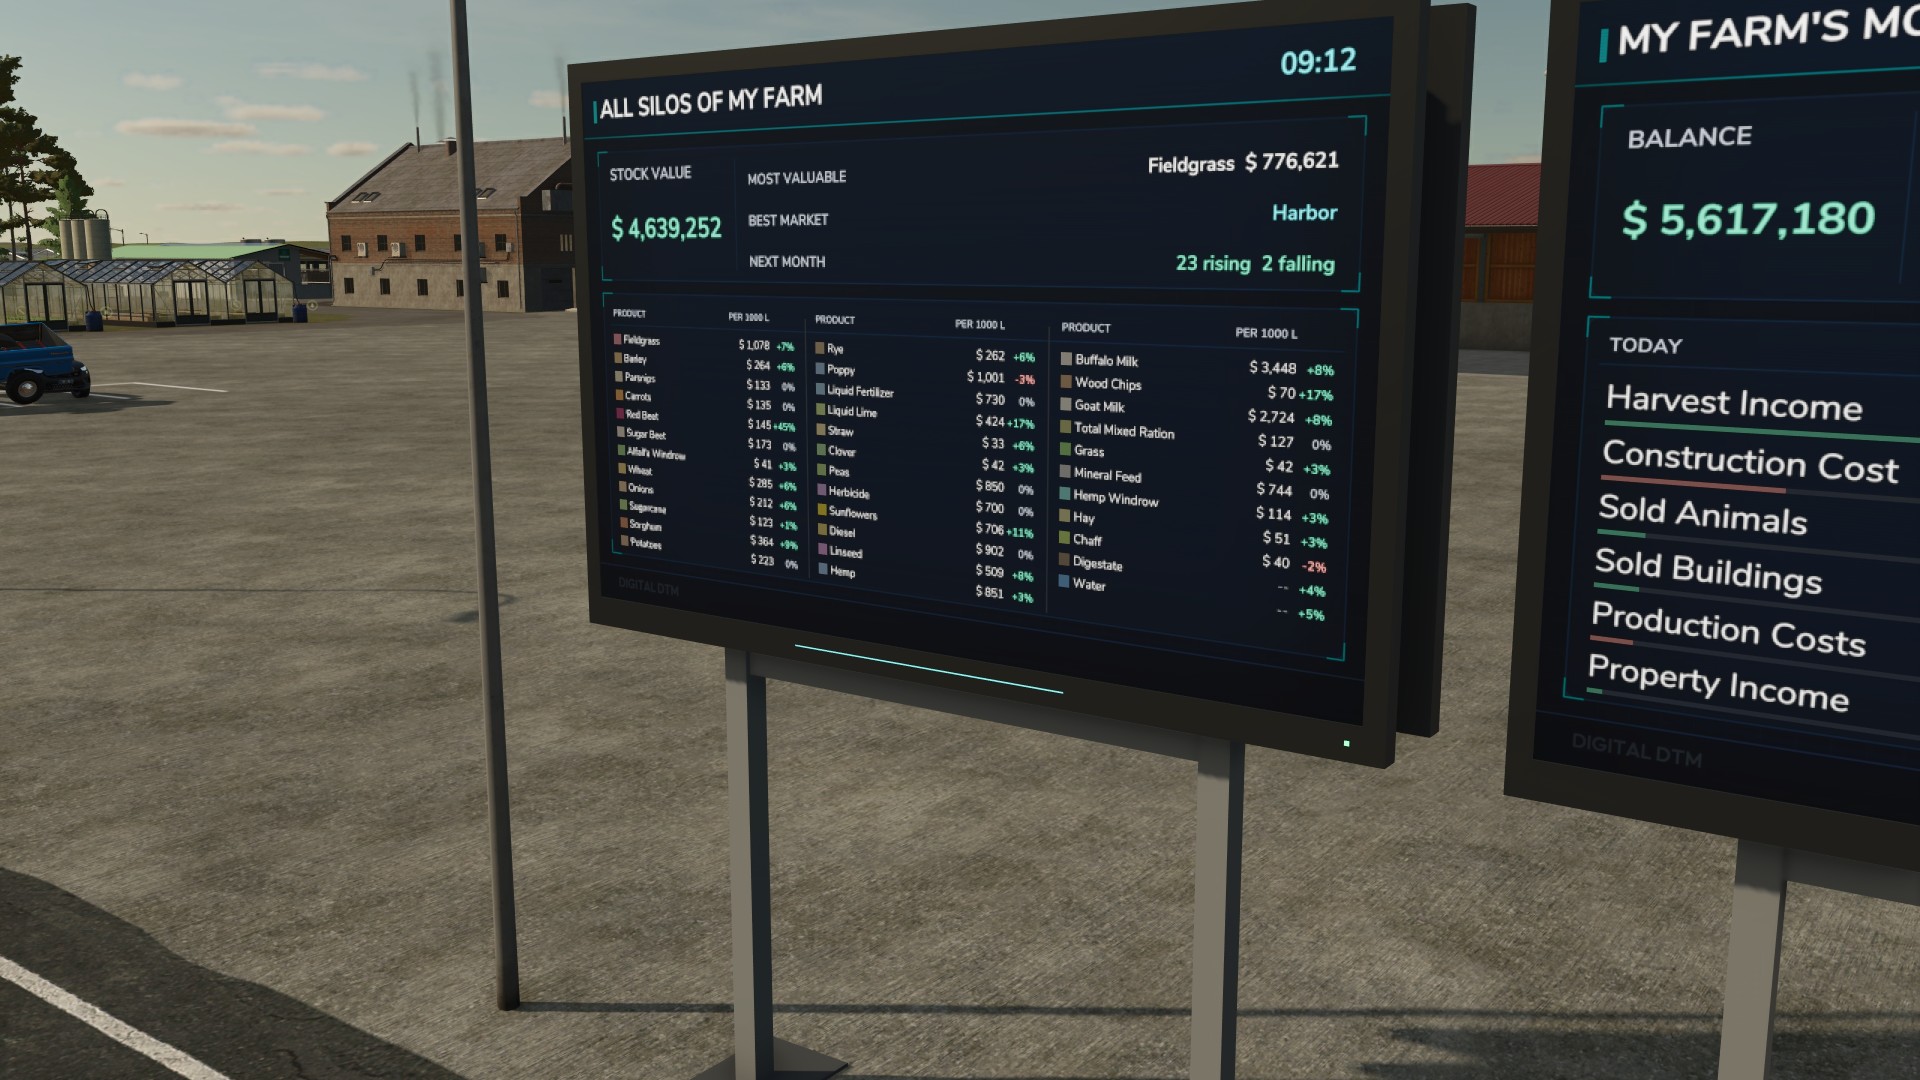 ALL SILOS OF MY FARM
09:12
STOCK VALUE
$ 4,639,252
MOST VALUABLE
Fieldgrass $ 776,621
BEST MARKET
Harbor
NEXT MONTH
23 rising 2 falling
PRODUCT PER 1000 L
Fieldgrass $ 1,078 +7%
Barley $ 264 +6%
Parsnips $ 133 0%
Carrots $ 135 0%
Red Beet $ 145 +45%
Sugar Beet $ 173 0%
Alfalfa Windrow $ 41 +3%
Wheat $ 285 +6%
Onions $ 212 +6%
Sugarcane $ 123 +1%
Sorghum $ 364 +9%
Potatoes $ 223 0%
PRODUCT PER 1000 L
Rye $ 262 +6%
Poppy $ 1,001 -3%
Liquid Fertilizer $ 730 0%
Liquid Lime $ 424 +17%
Straw $ 33 +6%
Clover $ 42 +3%
Peas $ 850 0%
Herbicide $ 700 0%
Sunflowers $ 706 +11%
Diesel $ 902 0%
Linseed $ 509 +8%
Hemp $ 851 +3%
PRODUCT PER 1000 L
Buffalo Milk $ 3,448 +8%
Wood Chips $ 70 +17%
Goat Milk $ 2,724 +8%
Total Mixed Ration $ 127 0%
Grass $ 42 +3%
Mineral Feed $ 744 0%
Hemp Windrow $ 114 +3%
Hay $ 51 +3%
Chaff $ 40 -2%
Digestate -- +4%
Water -- +5%
DIGITAL DTM
MY FARM'S MO
BALANCE
$ 5,617,180
TODAY
Harvest Income
Construction Cost
Sold Animals
Sold Buildings
Production Costs
Property Income
DIGITAL DTM